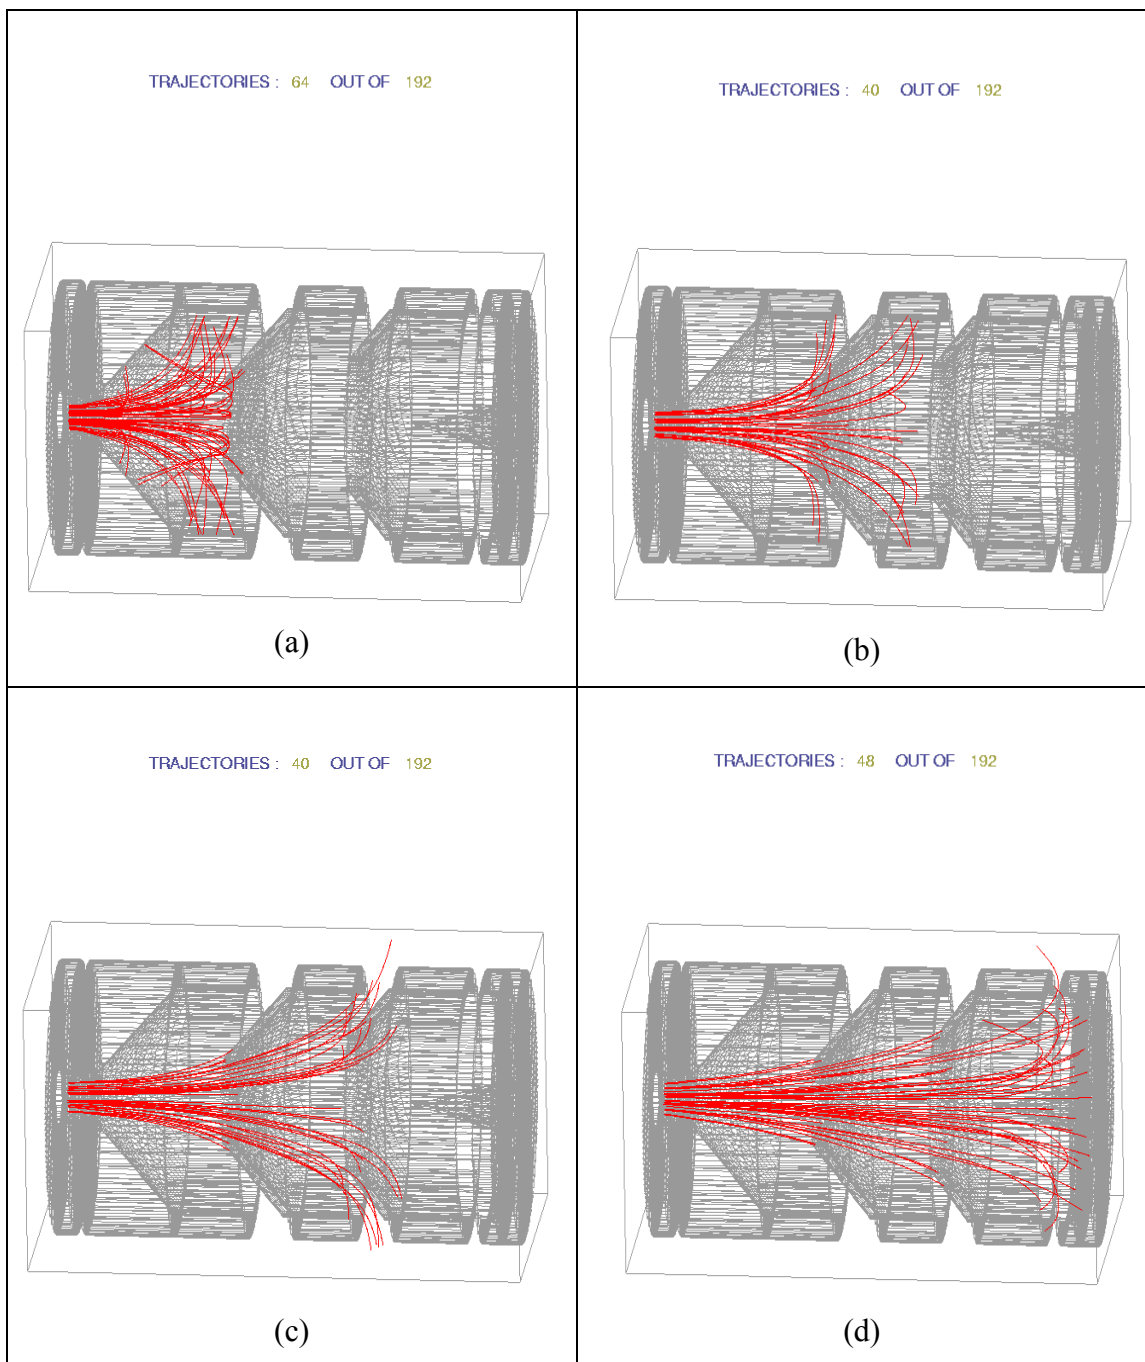 TRAJECTORIES : 64 OUT OF 192
TRAJECTORIES : 40 OUT OF 192
(a)
(b)
TRAJECTORIES : 40 OUT OF 192
TRAJECTORIES : 48 OUT OF 192
(c)
(d)